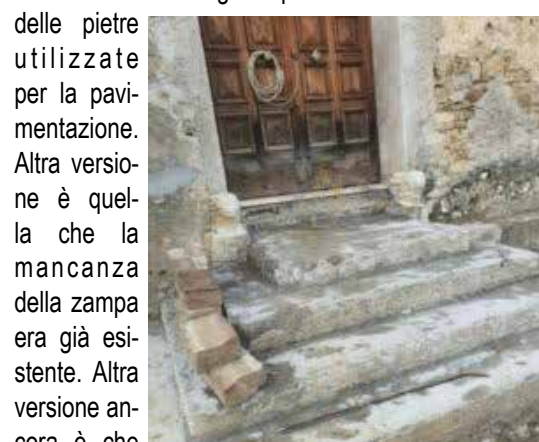 delle pietre
utilizzate
per la pavi-
mentazione.
Altra versio-
ne è quel-
la che la
mancanza
della zampa
era già esi-
stente. Altra
versione an-
cora è che